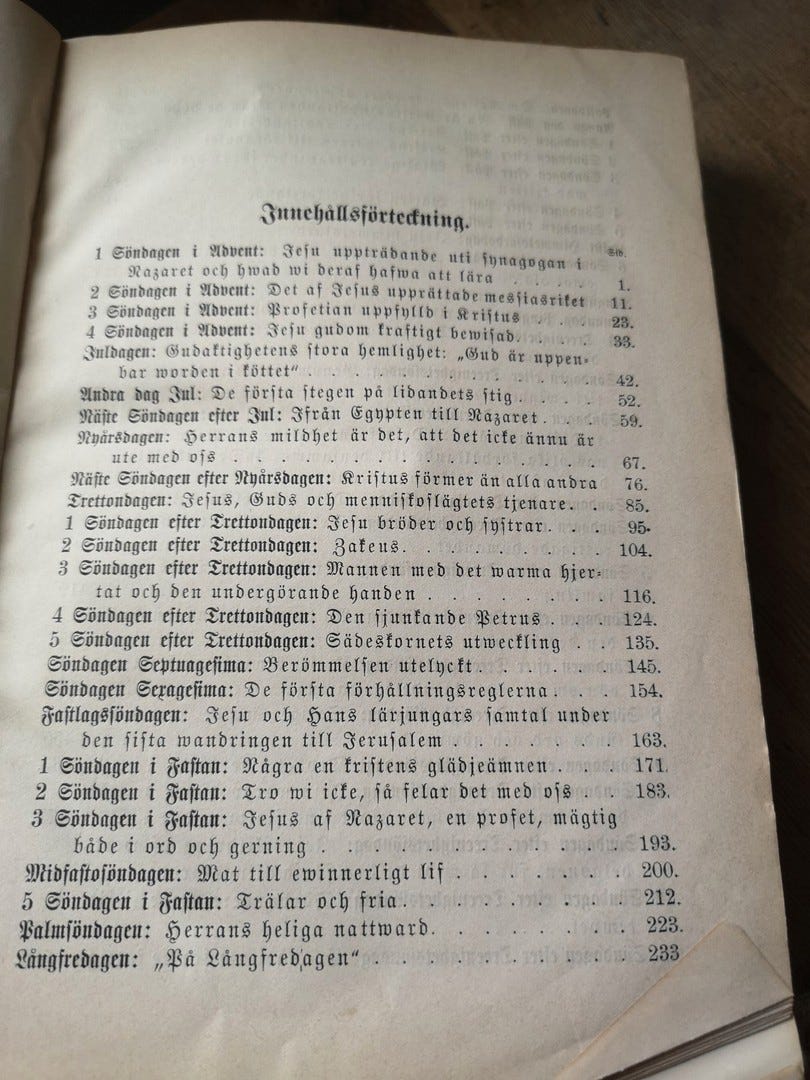 Innehållsförteckning.
Sid.
1 Söndagen i Advent: Jesu uppträdande uti synagogan i
Nazaret och hwad wi deraf hafwa att lära 1.
2 Söndagen i Advent: Det af Jesus upprättade messiasriket 11.
3 Söndagen i Advent: Profetian uppfylld i Kristus . . . 23.
4 Söndagen i Advent: Jesu gudom kraftigt bewisad. . . . 33.
Juldagen: Gudaktighetens stora hemlighet: „Gud är uppen-
bar worden i köttet“ . . . . . . . . . . . 42.
Andra dag Jul: De första stegen på lidandets stig . . . . 52.
Näste Söndagen efter Jul: Ifrån Egypten till Nazaret . . . 59.
Nyårsdagen: Herrans mildhet är det, att det icke ännu är
ute med oss . . . . . . . . . . . . . . 67.
Näste Söndagen efter Nyårsdagen: Kristus förmer än alla andra 76.
Trettondagen: Jesus, Guds och menniskoslägtets tjenare. . . 85.
1 Söndagen efter Trettondagen: Jesu bröder och systrar. . . 95.
2 Söndagen efter Trettondagen: Zakeus. . . . . . . . . 104.
3 Söndagen efter Trettondagen: Mannen med det warma hjer-
tat och den undergörande handen . . . . . . . 116.
4 Söndagen efter Trettondagen: Den sjunkande Petrus . . . 124.
5 Söndagen efter Trettondagen: Sädeskornets utweckling . . 135.
Söndagen Septuagesima: Berömmelsen utelyckt . . . . . . 145.
Söndagen Sexagesima: De första förhållningsreglerna . . . . 154.
Fastlagssöndagen: Jesu och Hans lärjungars samtal under
den sista wandringen till Jerusalem . . . . . . . 163.
1 Söndagen i Fastan: Några en kristens glädjeämnen . . . 171.
2 Söndagen i Fastan: Tro wi icke, så felar det med oss . . 183.
3 Söndagen i Fastan: Jesus af Nazaret, en profet, mägtig
både i ord och gerning . . . . . . . . . . . 193.
Midfastosöndagen: Mat till ewinnerligt lif . . . . . . . 200.
5 Söndagen i Fastan: Trälar och fria . . . . . . . . . 212.
Palmsöndagen: Herrans heliga nattward. . . . . . . . . 223.
Långfredagen: „På Långfredagen“ . . . . . . . . . . 233